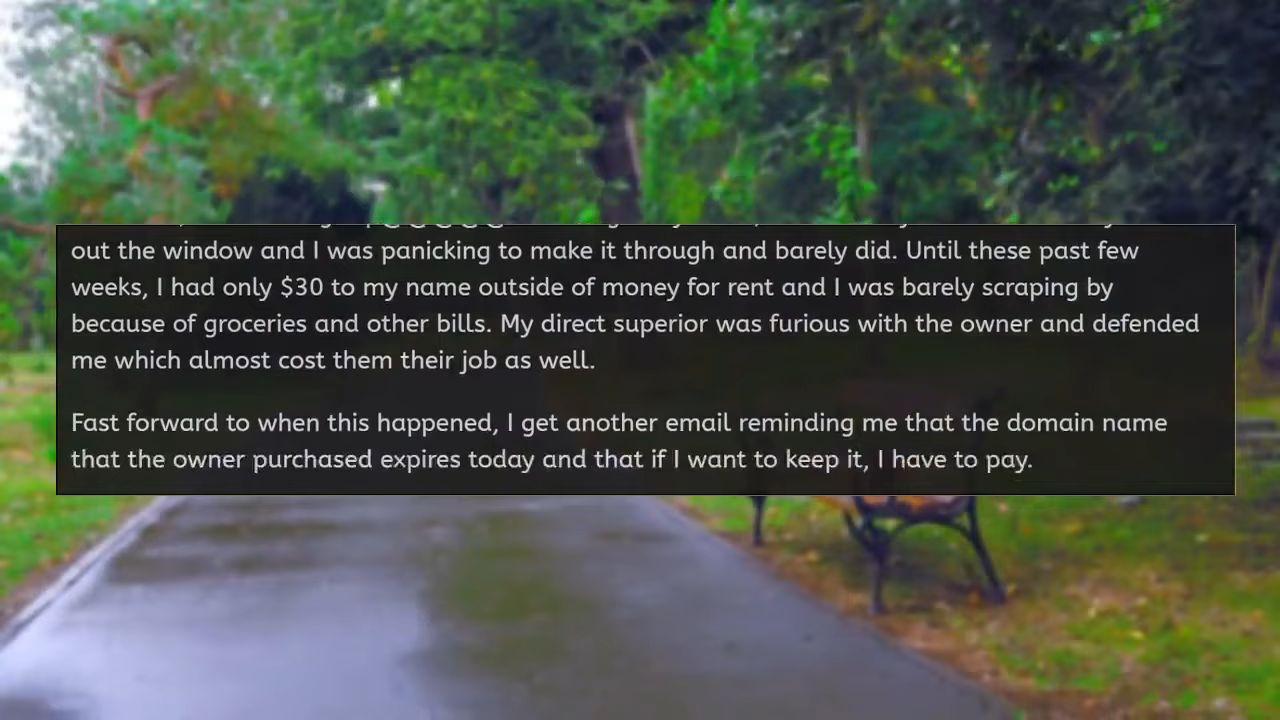 out the window and I was panicking to make it through and barely did. Until these past few
weeks, I had only $30 to my name outside of money for rent and I was barely scraping by
because of groceries and other bills. My direct superior was furious with the owner and defended
me which almost cost them their job as well.
Fast forward to when this happened, I get another email reminding me that the domain name
that the owner purchased expires today and that if I want to keep it, I have to pay.